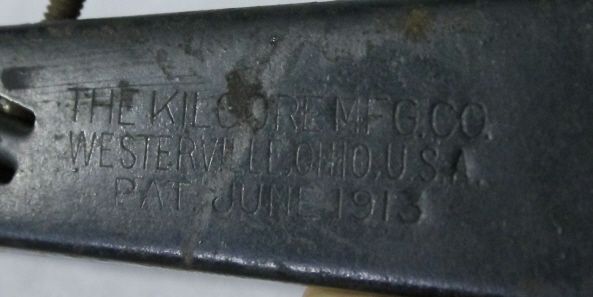 THE KILGORE MFG.CO.
WESTERVILLE,OHIO,U.S.A.
PAT. JUNE 1913